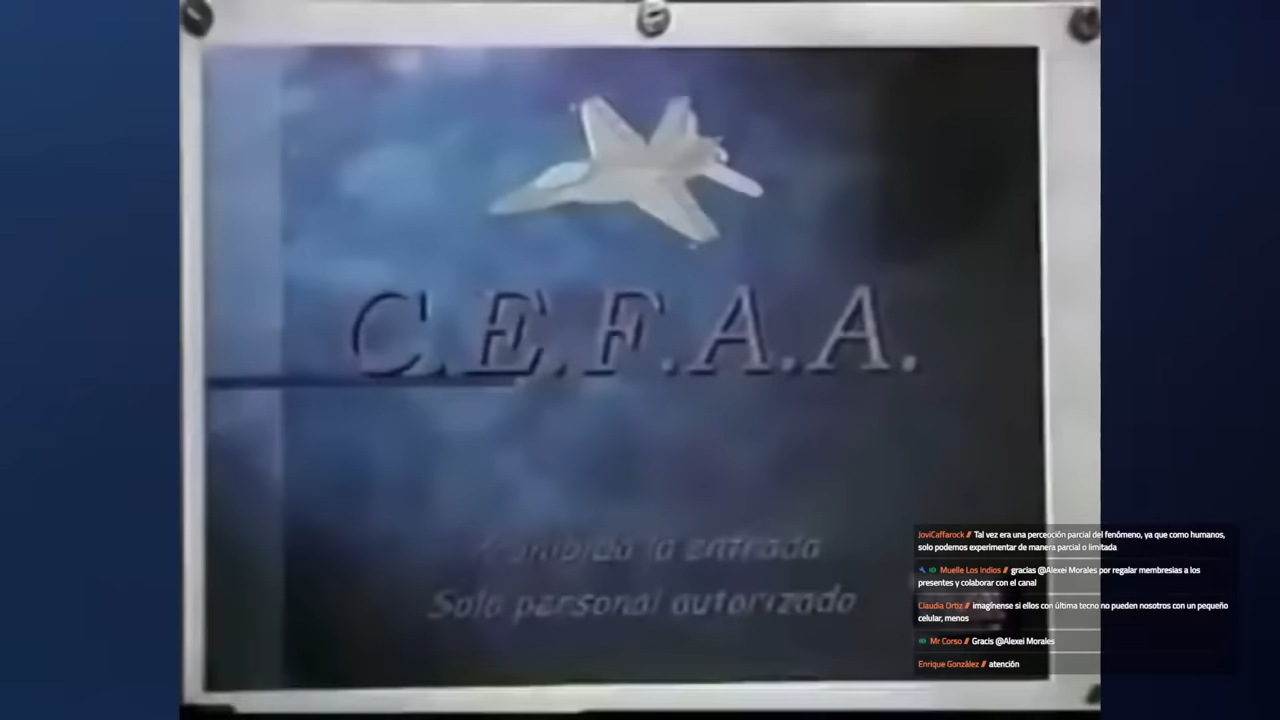 C.E.F.A.A.
Prohibida la entrada
Solo personal autorizado
JoviCaffarock // Tal vez era una percepción parcial del fenómeno, ya que como humanos,
solo podemos experimentar de manera parcial o limitada
Muelle Los Indios // gracias @Alexei Morales por regalar membresias a los
presentes y colaborar con el canal
Claudia Ortiz // imagínense si ellos con última tecno no pueden nosotros con un pequeño
celular, menos
Mr Corso // Gracis @Alexei Morales
Enrique González // atención